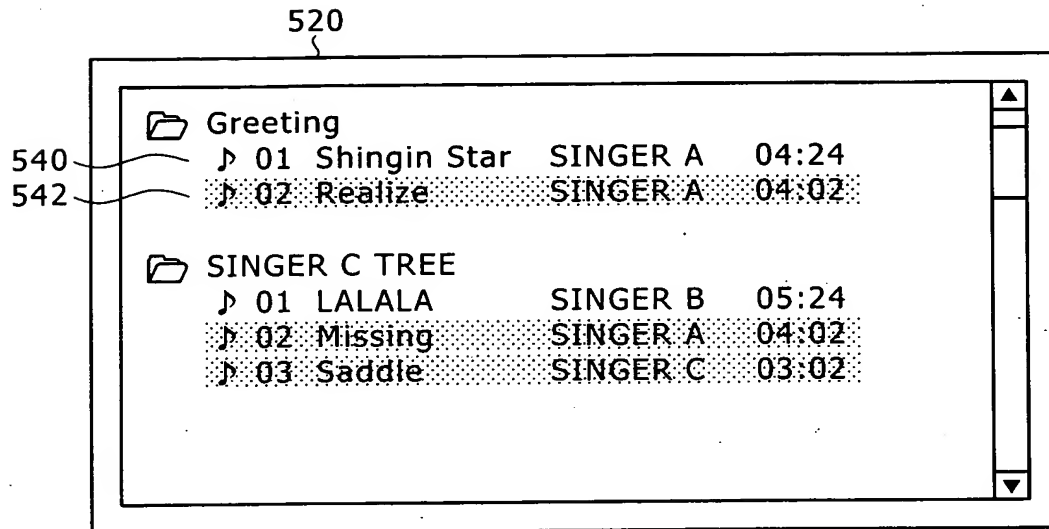 520
Greeting
540 ♪ 01 Shingin Star SINGER A 04:24
542 ♪ 02 Realize SINGER A 04:02
SINGER C TREE
♪ 01 LALALA SINGER B 05:24
♪ 02 Missing SINGER A 04:02
♪ 03 Saddle SINGER C 03:02